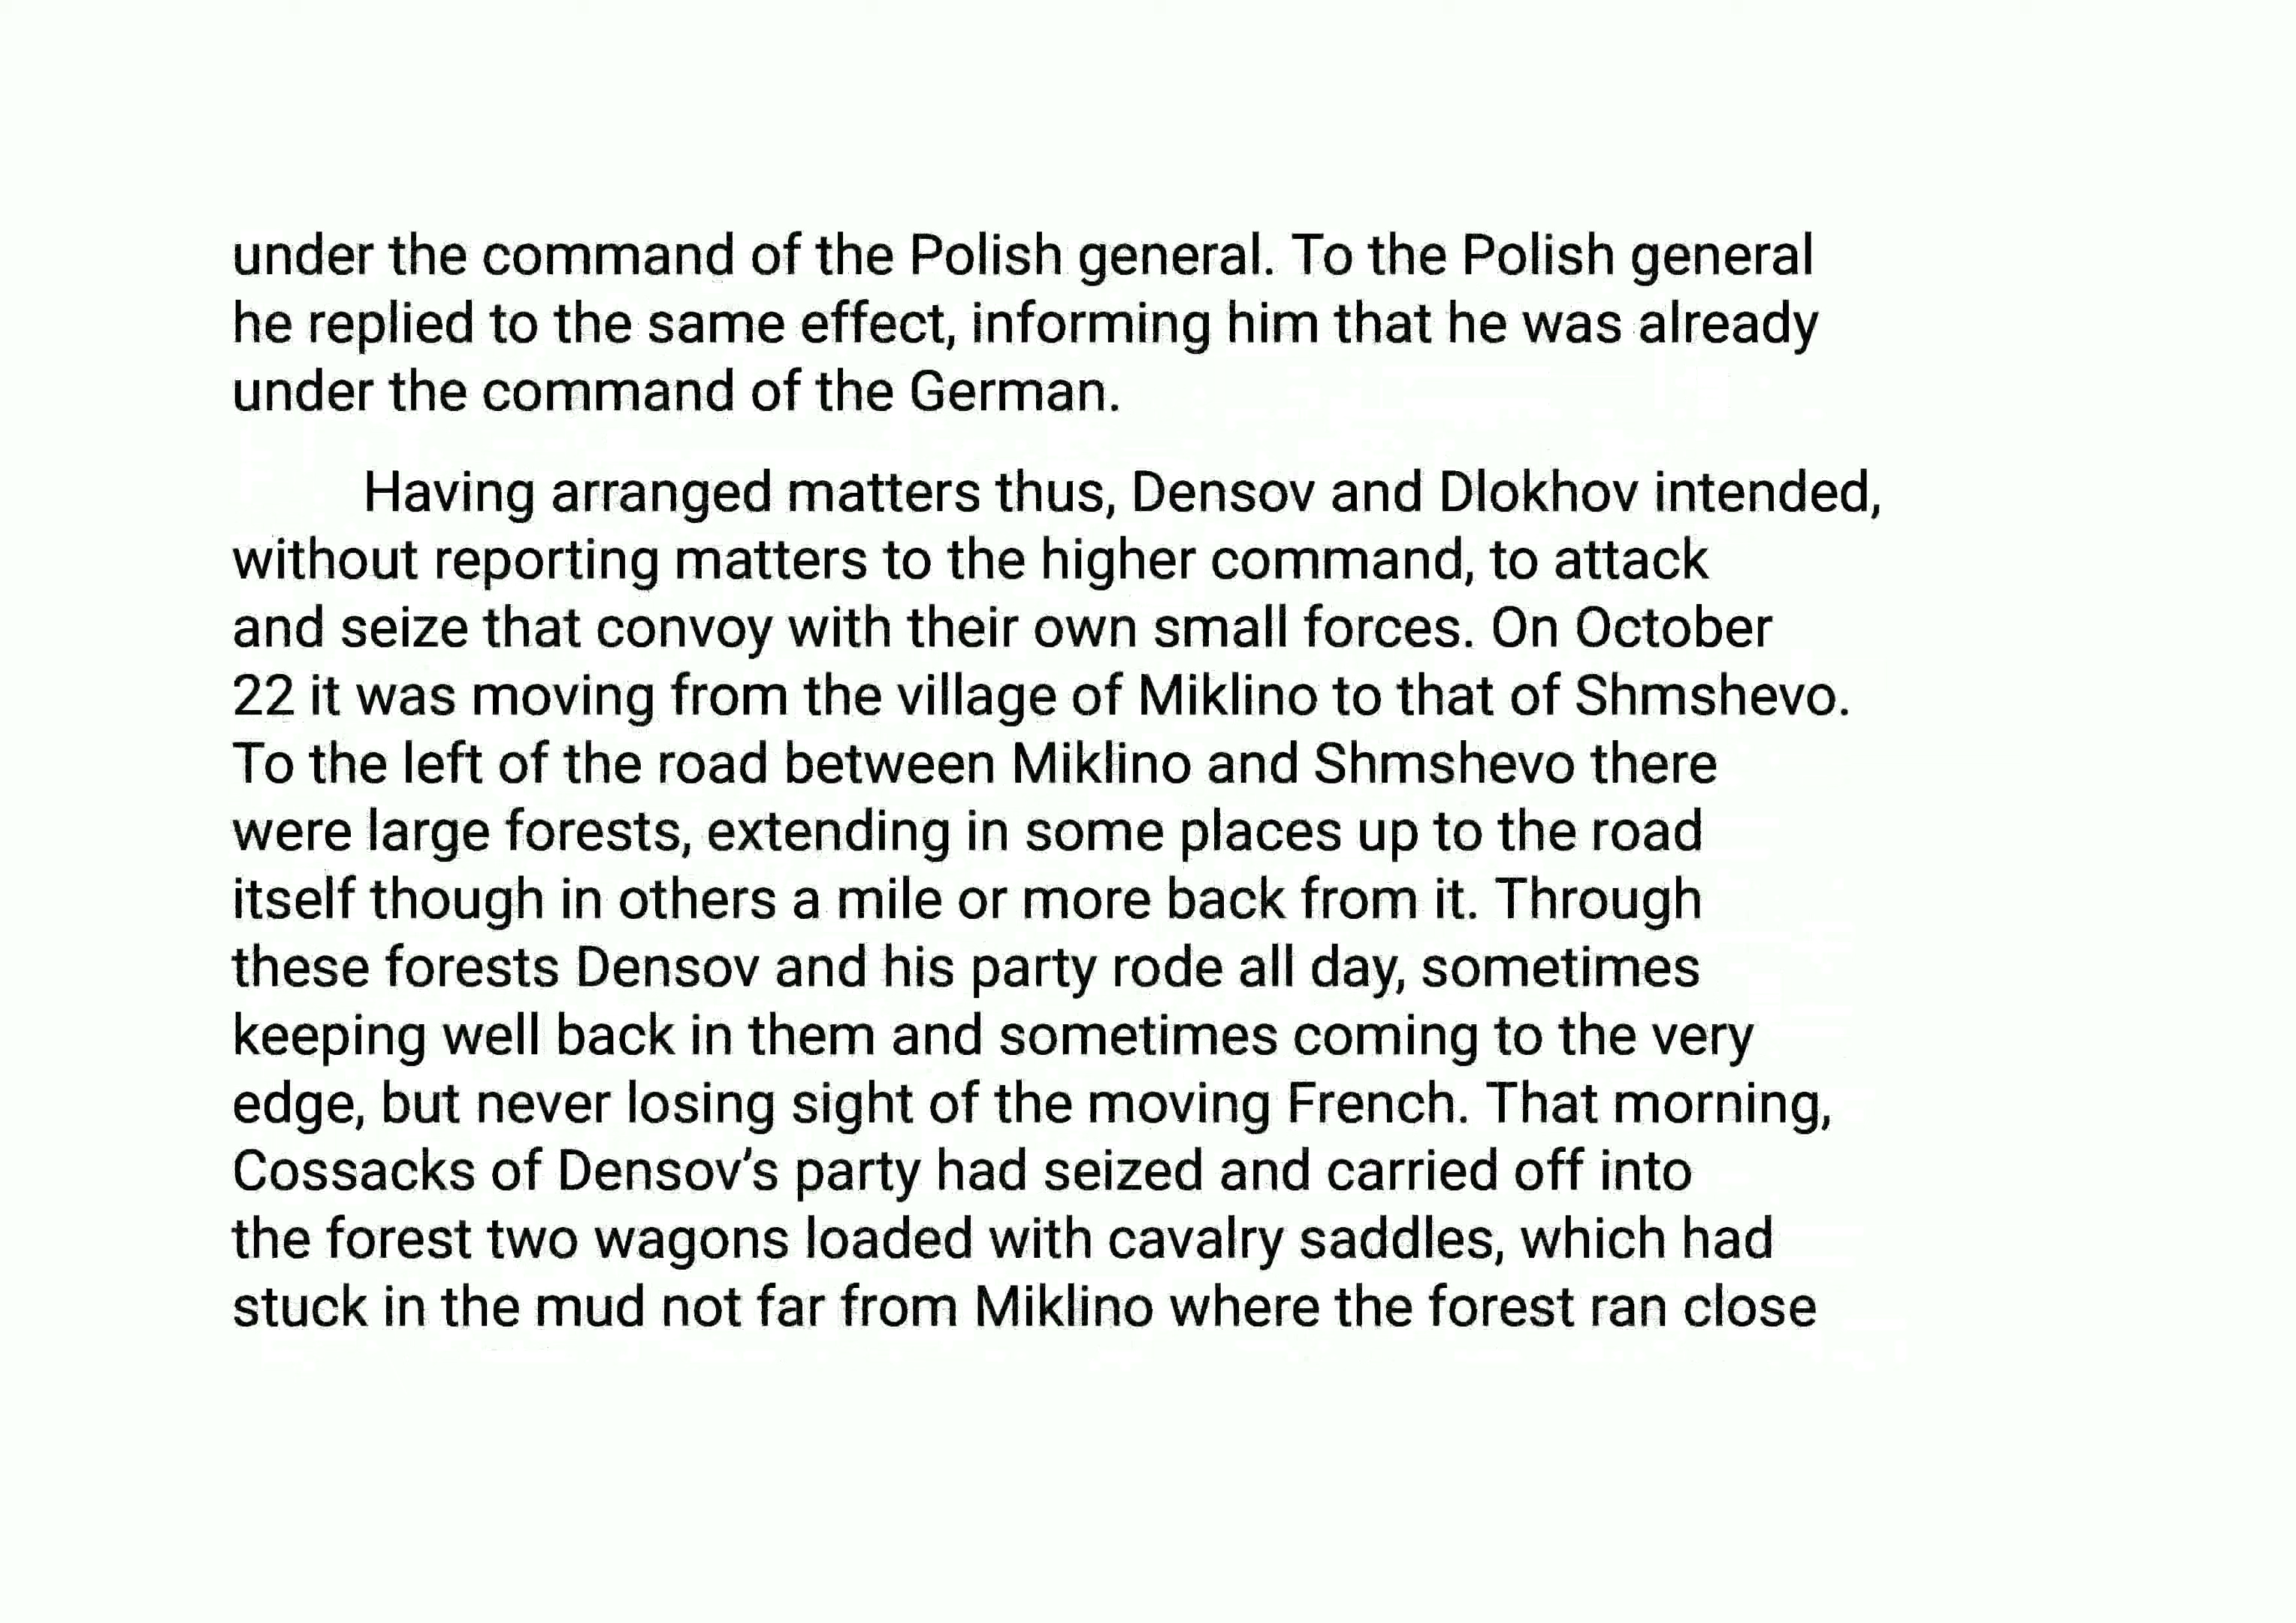 under the command of the Polish general. To the Polish general
he replied to the same effect, informing him that he was already
under the command of the German.
Having arranged matters thus, Densov and Dlokhov intended,
without reporting matters to the higher command, to attack
and seize that convoy with their own small forces. On October
22 it was moving from the village of Miklino to that of Shmshevo.
To the left of the road between Miklino and Shmshevo there
were large forests, extending in some places up to the road
itself though in others a mile or more back from it. Through
these forests Densov and his party rode all day, sometimes
keeping well back in them and sometimes coming to the very
edge, but never losing sight of the moving French. That morning,
Cossacks of Densov’s party had seized and carried off into
the forest two wagons loaded with cavalry saddles, which had
stuck in the mud not far from Miklino where the forest ran close